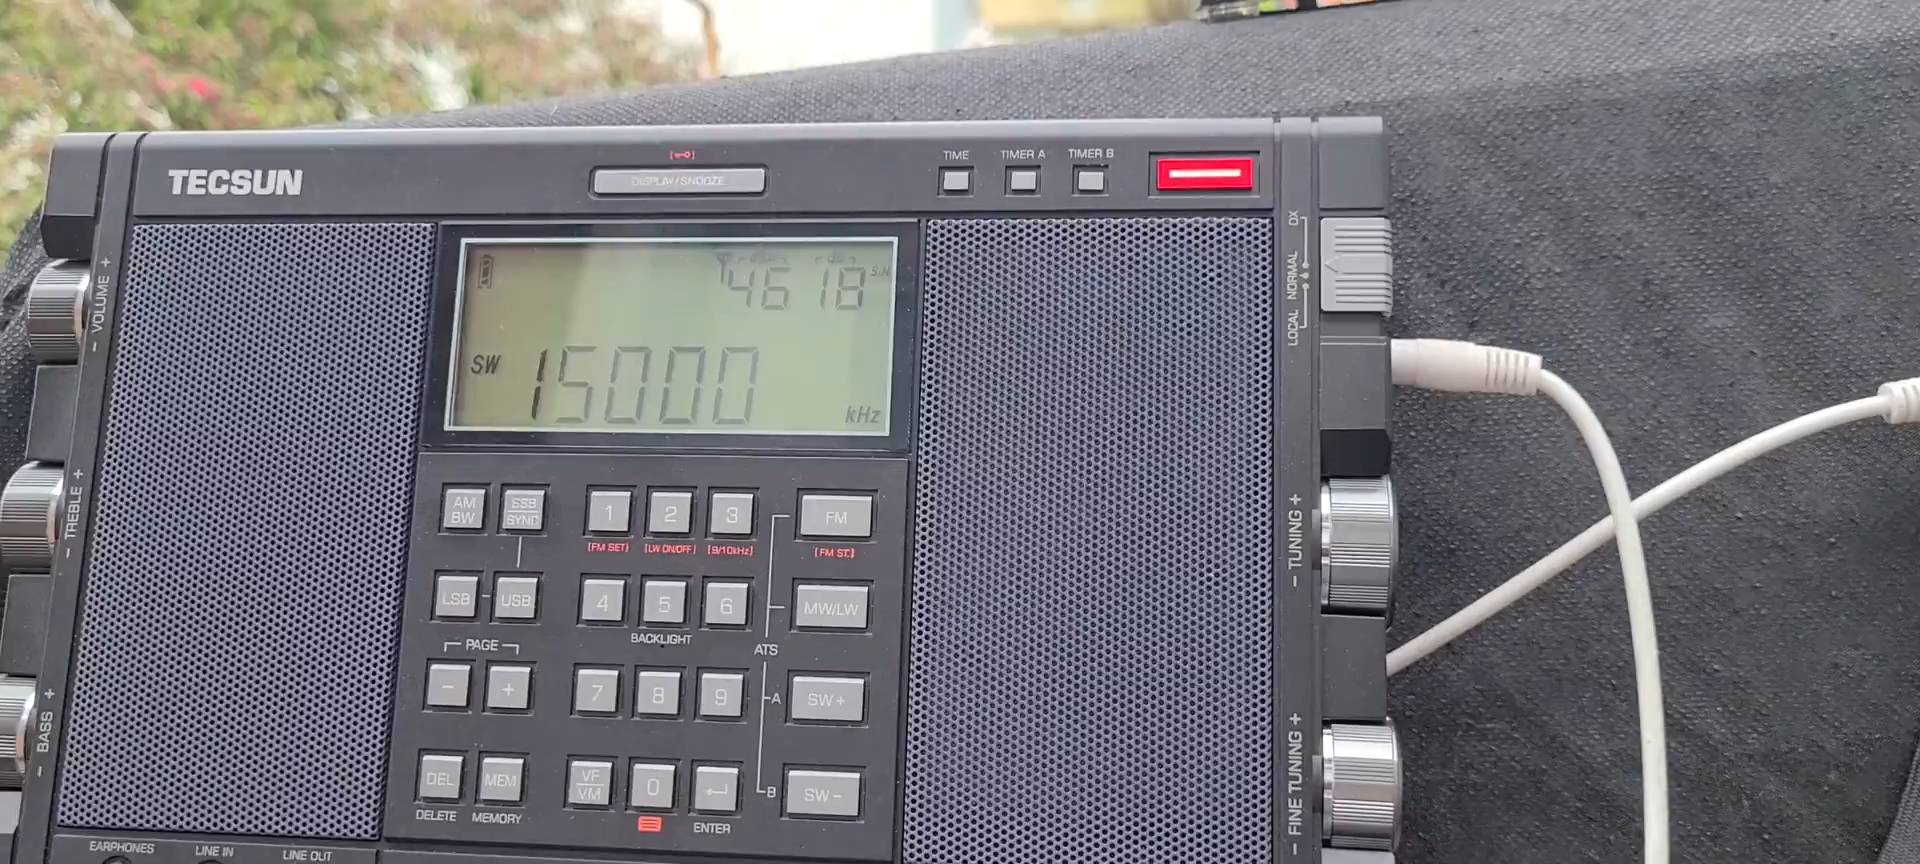 TECSUN
DISPLAY/SNOOZE
TIME
TIMER A
TIMER B
VOLUME
- +
TREBLE
- +
BASS
- +
46 18
S/N
SW 15000 kHz
LOCAL NORMAL DX
AM BW
SSB SYNC
1 2 3
FM
[FM SET] [LW ON/OFF] [9/10kHz]
[FM ST.]
LSB - USB
4 5 6
MW/LW
BACKLIGHT
ATS
PAGE
- +
7 8 9
A
SW+
DEL
MEM
VF VM
0
B
SW-
DELETE
MEMORY
ENTER
- TUNING +
- FINE TUNING +
EARPHONES
LINE IN
LINE OUT